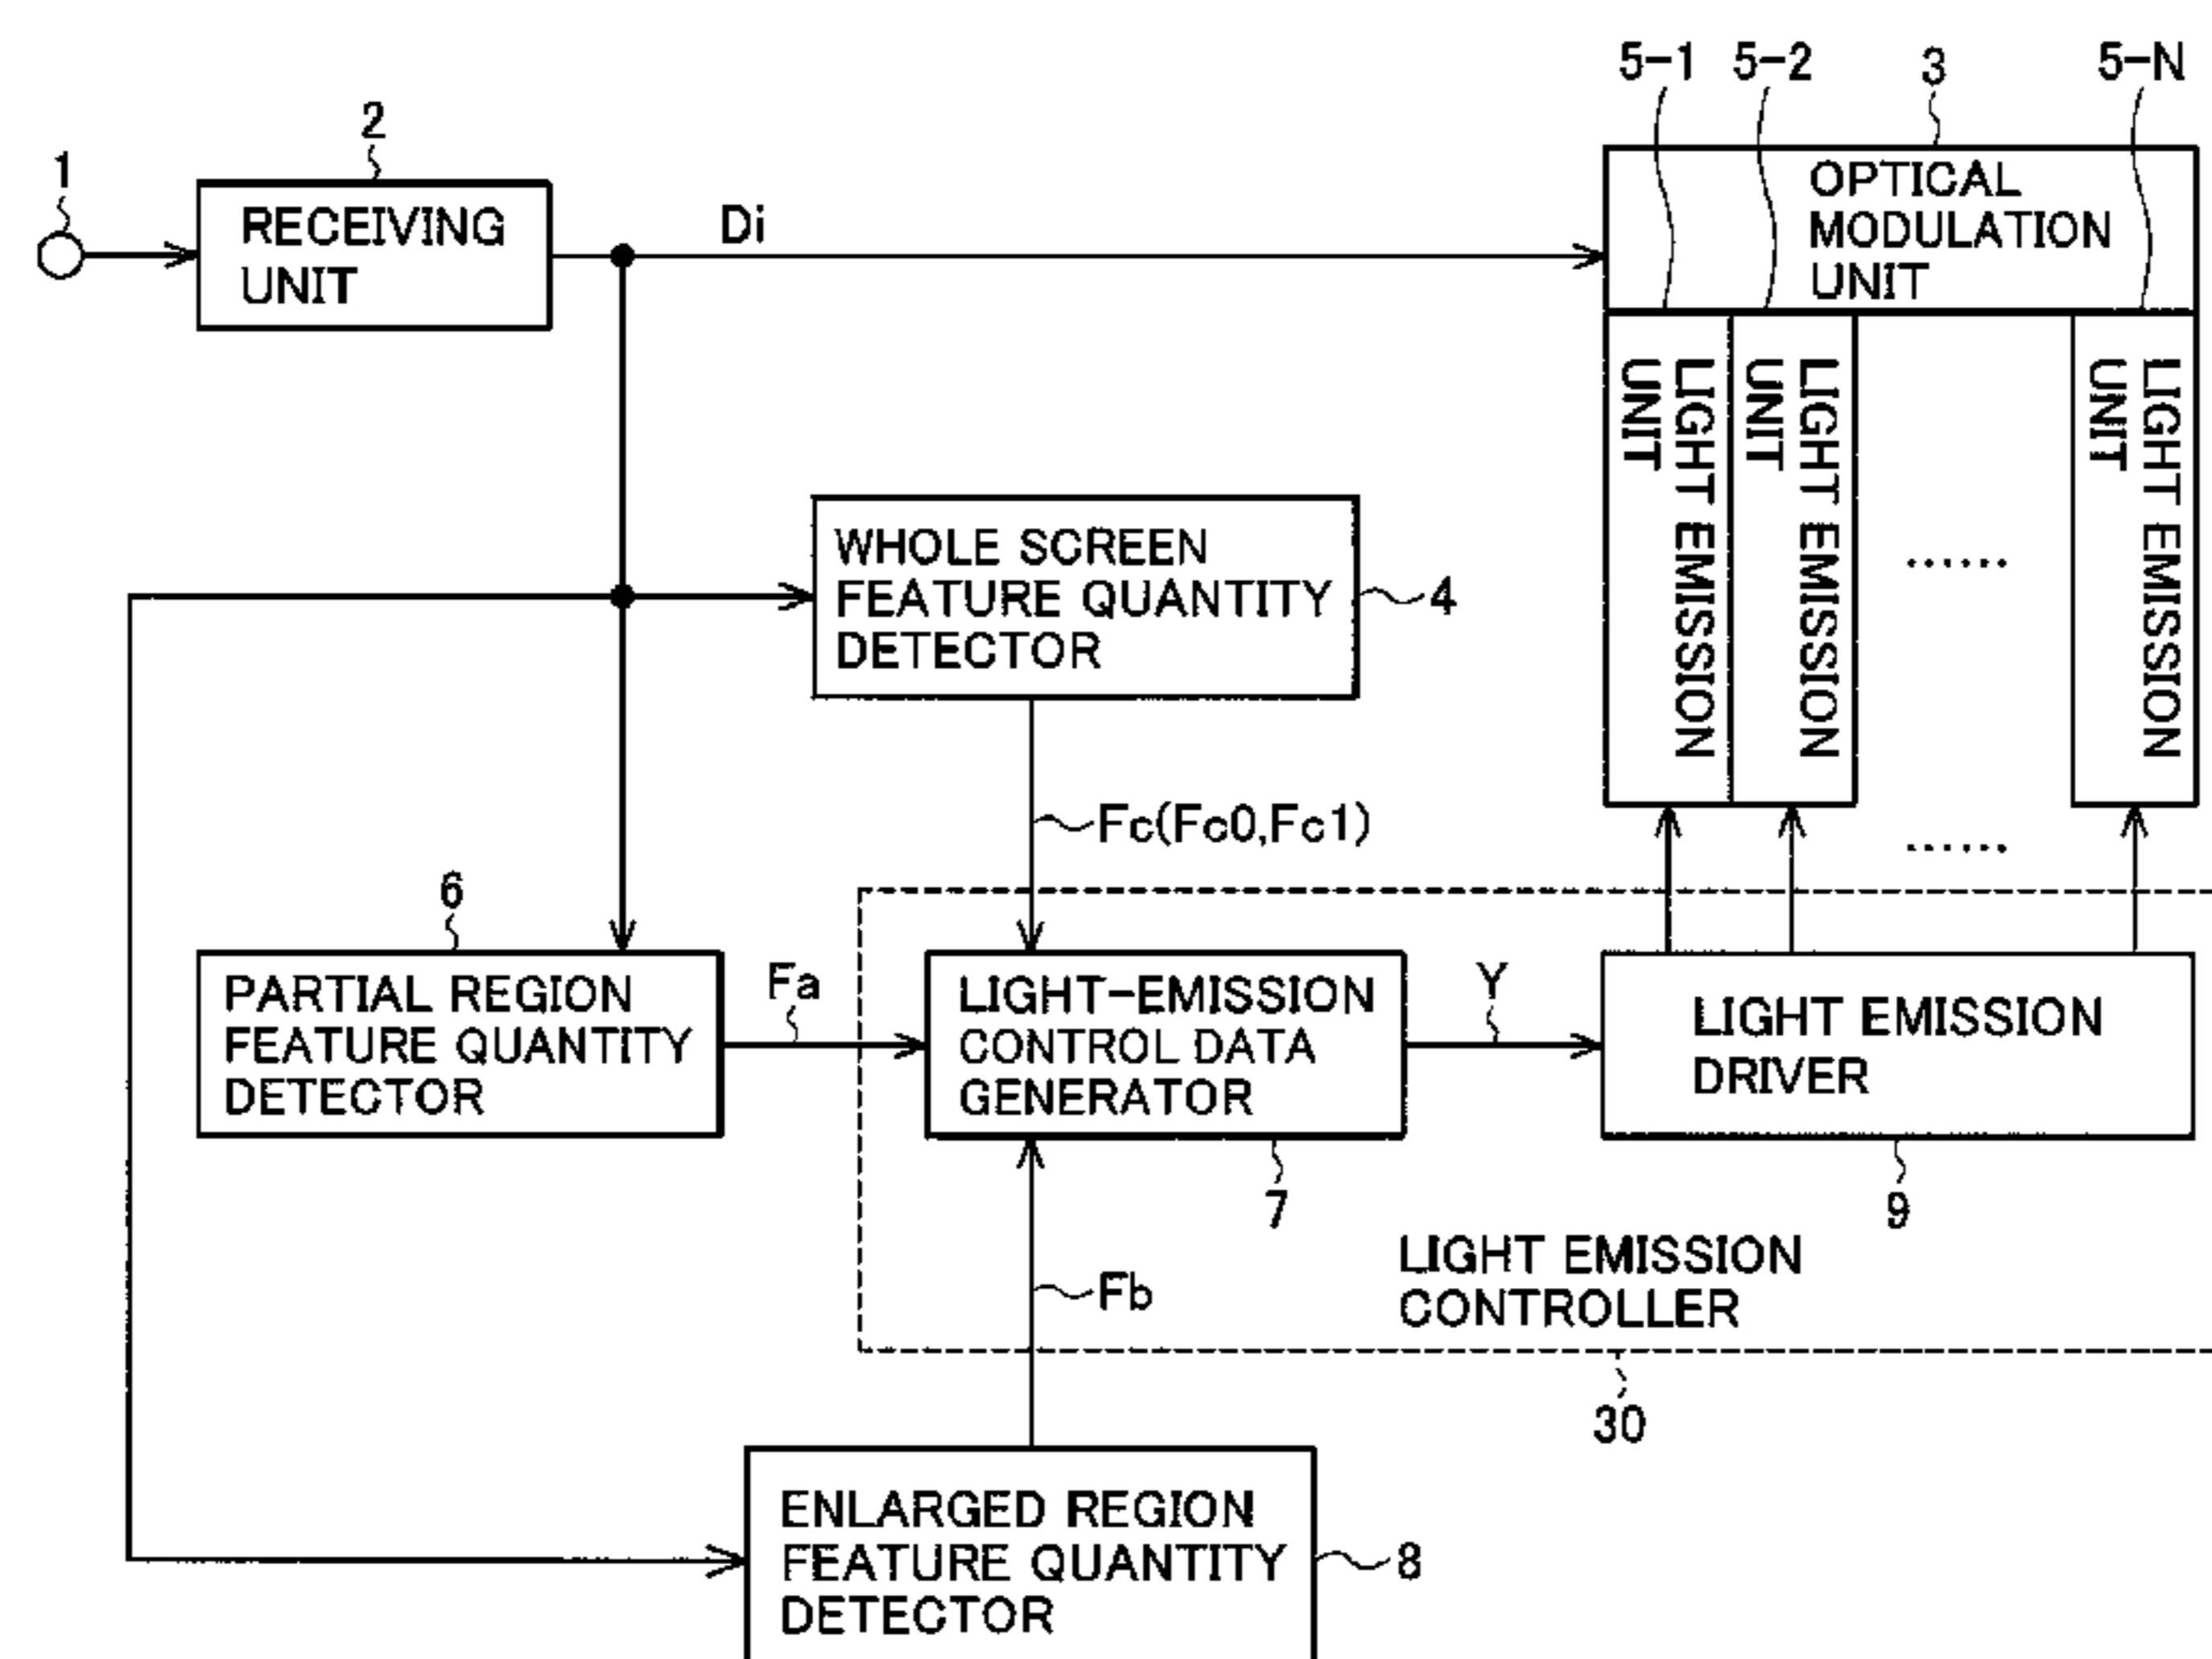 5-1
5-2
3
5-N
2
1
RECEIVING
UNIT
Di
OPTICAL
MODULATION
UNIT
LIGHT EMISSION
UNIT
LIGHT EMISSION
UNIT
LIGHT EMISSION
UNIT
......
WHOLE SCREEN
FEATURE QUANTITY
DETECTOR
4
Fc(Fc0,Fc1)
......
6
PARTIAL REGION
FEATURE QUANTITY
DETECTOR
Fa
LIGHT-EMISSION
CONTROL DATA
GENERATOR
7
Y
LIGHT EMISSION
DRIVER
9
LIGHT EMISSION
CONTROLLER
30
Fb
ENLARGED REGION
FEATURE QUANTITY
DETECTOR
8